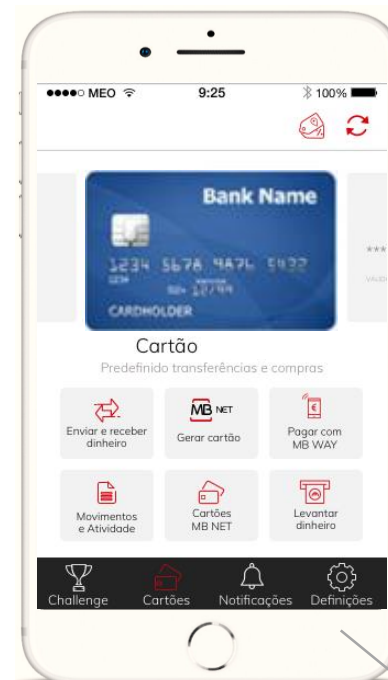 MEO 9:25 100%
Bank Name
1234 5678 9876 5432
1234
12/99
CARDHOLDER
***
Cartão
Predefinido transferências e compras
Enviar e receber
dinheiro
MB NET
Gerar cartão
€
Pagar com
MB WAY
Movimentos
e Atividade
Cartões
MB NET
Levantar
dinheiro
Challenge Cartões Notificações Definições